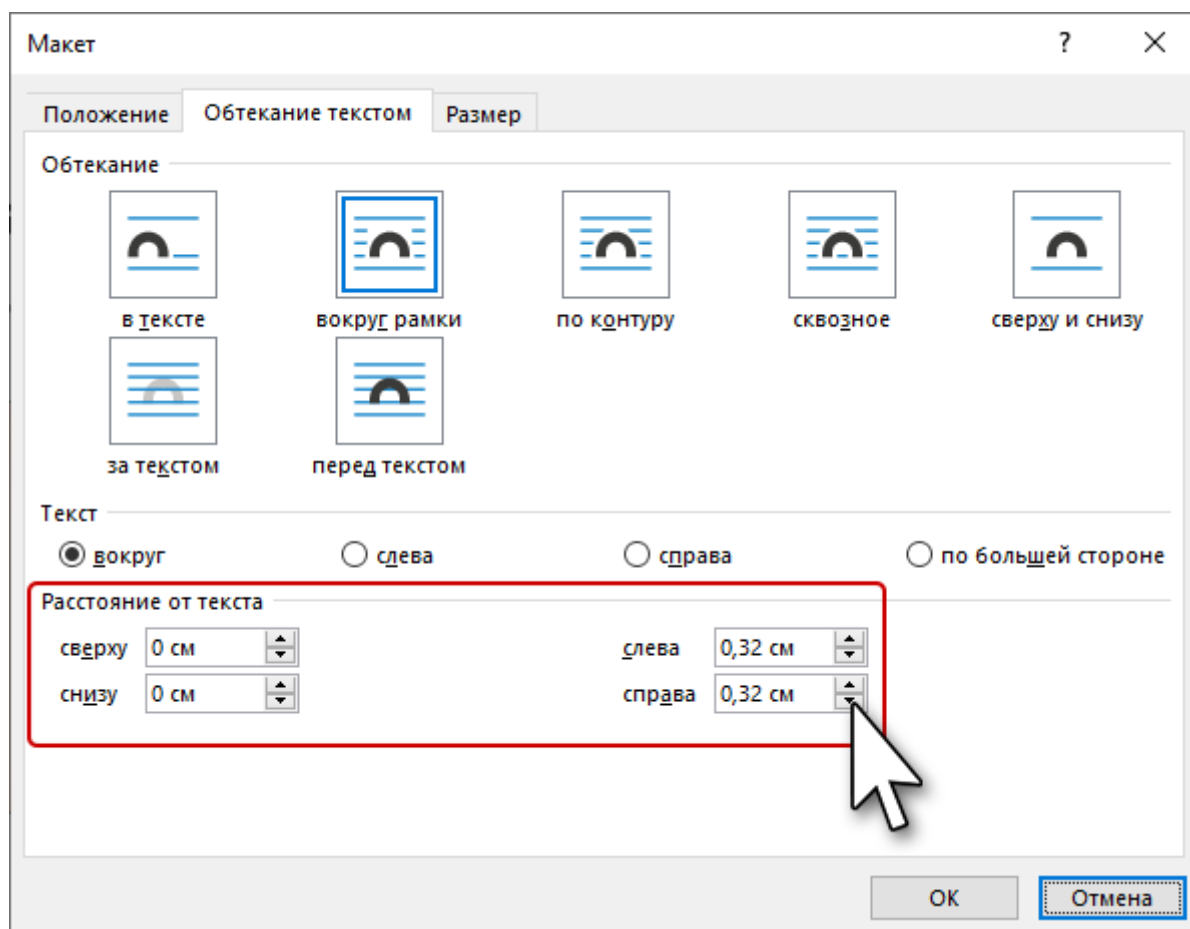 Макет ?
Положение Обтекание текстом Размер
Обтекание
в тексте вокруг рамки по контуру сквозное сверху и снизу
за текстом перед текстом
Текст
вокруг слева справа по большей стороне
Расстояние от текста
сверху 0 см слева 0,32 см
снизу 0 см справа 0,32 см
ОК Отмена